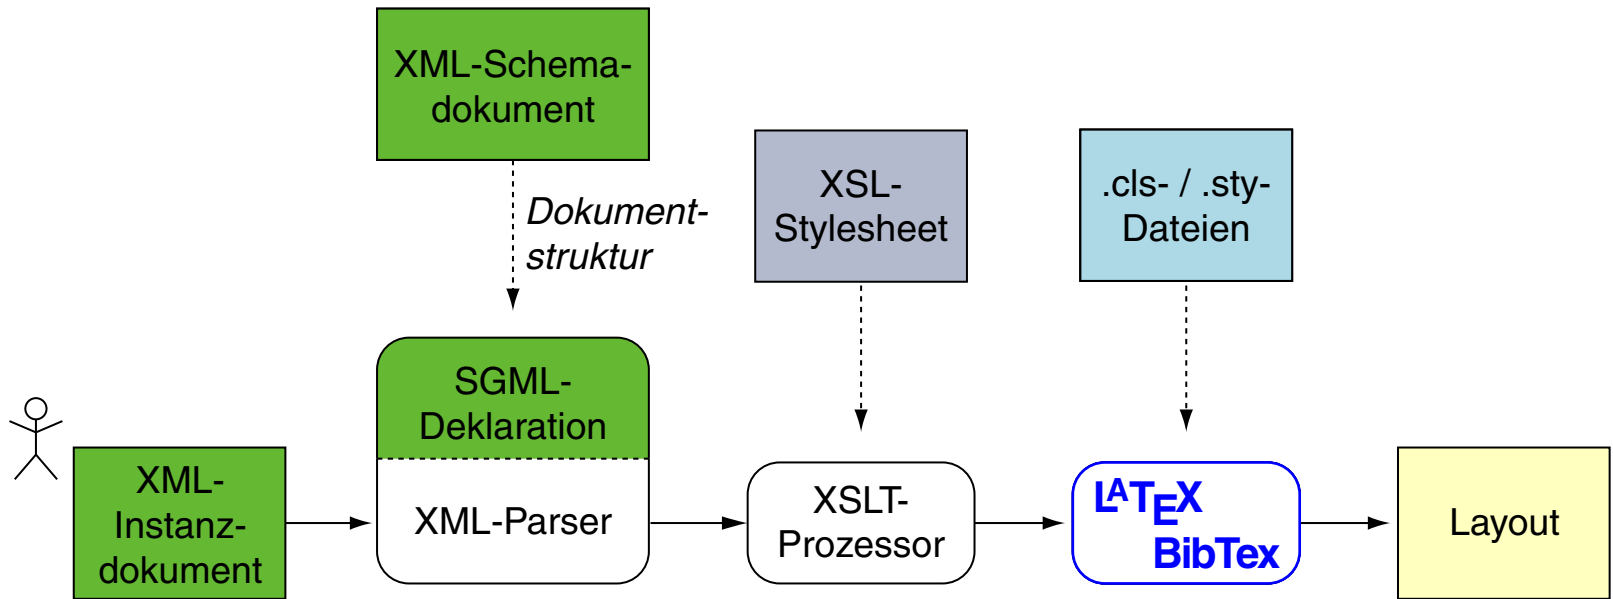 XML-Schema-
dokument
Dokument-
struktur
XSL-
Stylesheet
.cls- / .sty-
Dateien
SGML-
Deklaration
XML-Parser
XML-
Instanz-
dokument
XSLT-
Prozessor
LATEX
BibTex
Layout